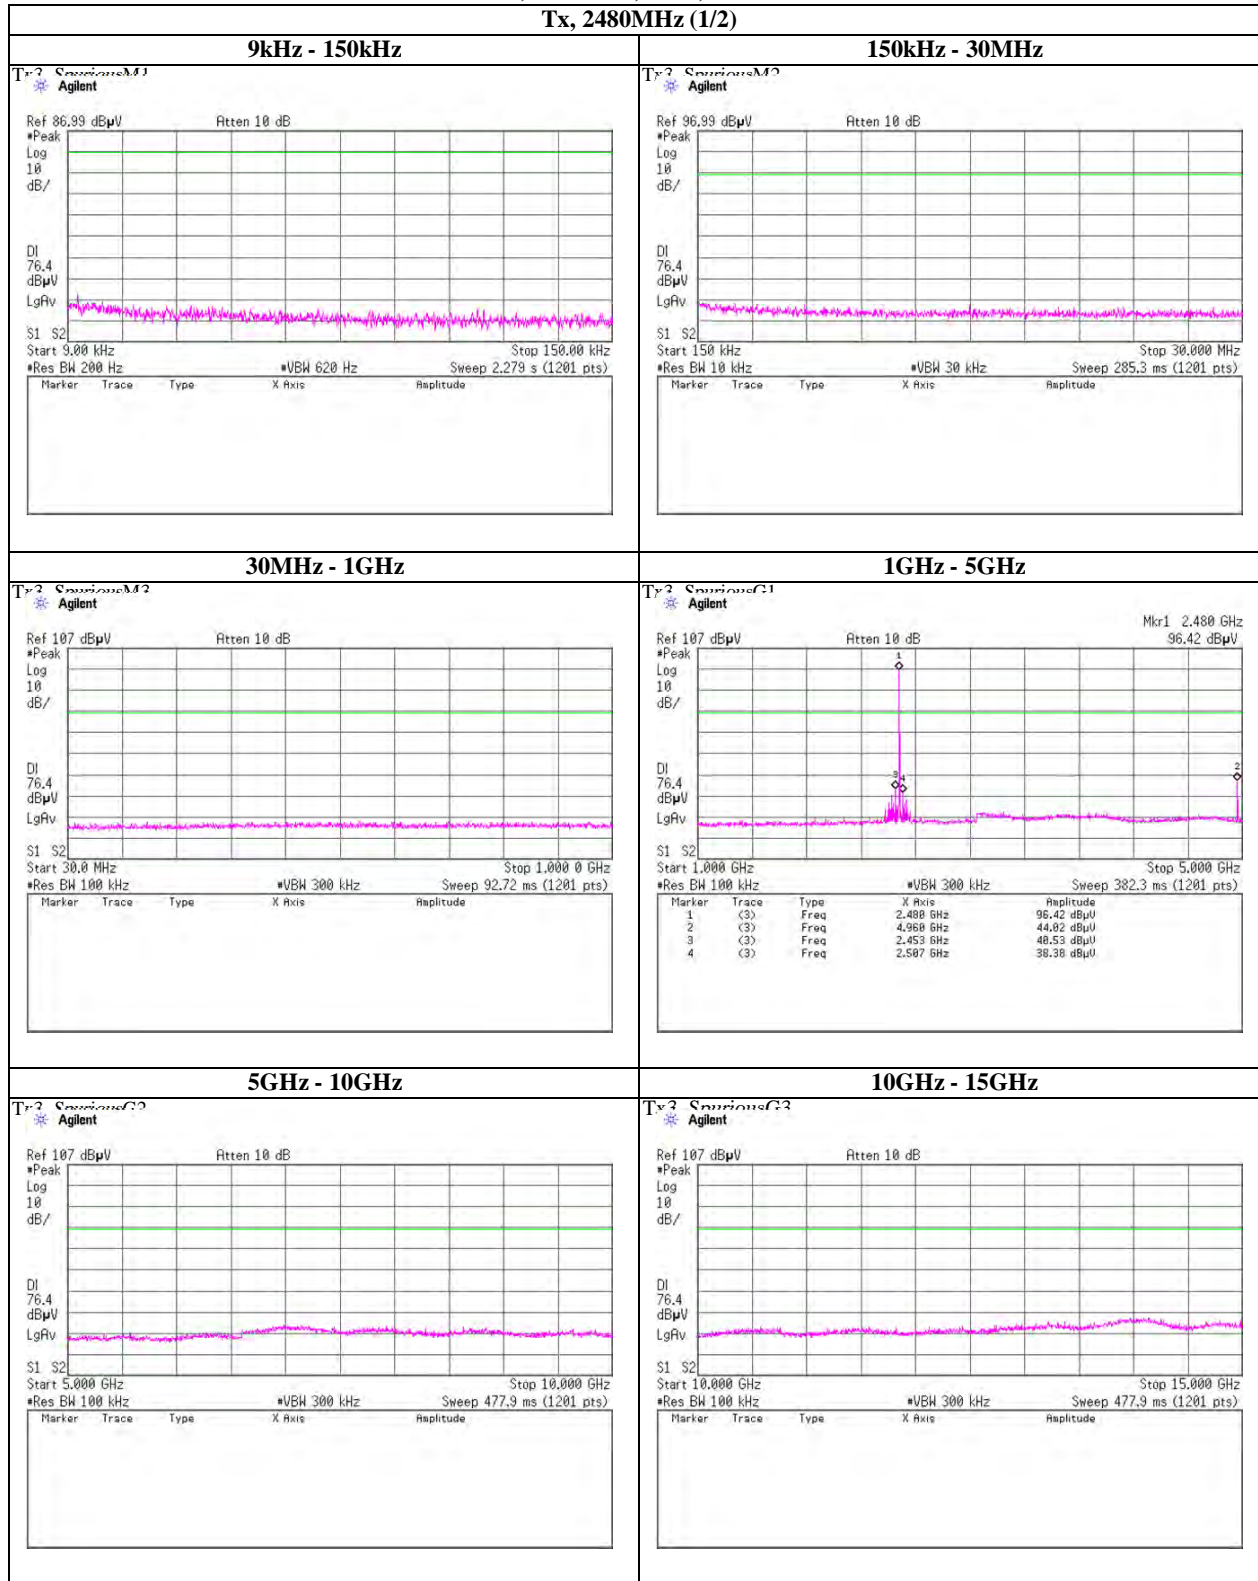 Tx, 2480MHz (1/2)
9kHz - 150kHz
150kHz - 30MHz
Tx3_SpuriousM1
Agilent
Ref 86.99 dBµV Atten 10 dB
#Peak
Log
10
dB/
DI
76.4
dBµV
LgAv
S1 S2
Start 9.00 kHz Stop 150.00 kHz
#Res BW 200 Hz #VBW 620 Hz Sweep 2.279 s (1201 pts)
Marker Trace Type X Axis Amplitude
Tx3_SpuriousM2
Agilent
Ref 96.99 dBµV Atten 10 dB
#Peak
Log
10
dB/
DI
76.4
dBµV
LgAv
S1 S2
Start 150 kHz Stop 30.000 MHz
#Res BW 10 kHz #VBW 30 kHz Sweep 285.3 ms (1201 pts)
Marker Trace Type X Axis Amplitude
30MHz - 1GHz
1GHz - 5GHz
Tx3_SpuriousM3
Agilent
Ref 107 dBµV Atten 10 dB
#Peak
Log
10
dB/
DI
76.4
dBµV
LgAv
S1 S2
Start 30.0 MHz Stop 1.000 0 GHz
#Res BW 100 kHz #VBW 300 kHz Sweep 92.72 ms (1201 pts)
Marker Trace Type X Axis Amplitude
Tx3_SpuriousG1
Agilent
Mkr1 2.480 GHz
Ref 107 dBµV Atten 10 dB 96.42 dBµV
#Peak
Log
10
dB/
1
3
4
2
DI
76.4
dBµV
LgAv
S1 S2
Start 1.000 GHz Stop 5.000 GHz
#Res BW 100 kHz #VBW 300 kHz Sweep 382.3 ms (1201 pts)
Marker Trace Type X Axis Amplitude
1 (3) Freq 2.480 GHz 96.42 dBµV
2 (3) Freq 4.960 GHz 44.02 dBµV
3 (3) Freq 2.453 GHz 40.53 dBµV
4 (3) Freq 2.507 GHz 38.38 dBµV
5GHz - 10GHz
10GHz - 15GHz
Tx3_SpuriousG2
Agilent
Ref 107 dBµV Atten 10 dB
#Peak
Log
10
dB/
DI
76.4
dBµV
LgAv
S1 S2
Start 5.000 GHz Stop 10.000 GHz
#Res BW 100 kHz #VBW 300 kHz Sweep 477.9 ms (1201 pts)
Marker Trace Type X Axis Amplitude
Tx3_SpuriousG3
Agilent
Ref 107 dBµV Atten 10 dB
#Peak
Log
10
dB/
DI
76.4
dBµV
LgAv
S1 S2
Start 10.000 GHz Stop 15.000 GHz
#Res BW 100 kHz #VBW 300 kHz Sweep 477.9 ms (1201 pts)
Marker Trace Type X Axis Amplitude